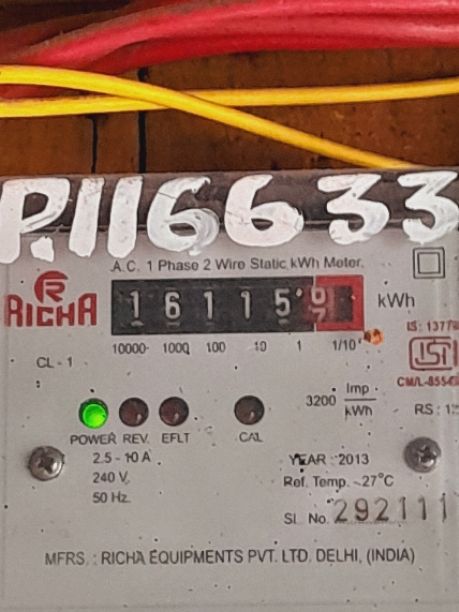 P.116633
A.C. 1 Phase 2 Wire Static kWh Meter
R
RICHA
16115
kWh
10000 1000 100 10 1 1/10
CL - 1
ISI
3200 Imp/kWh
POWER REV. EFLT CAL
2.5 - 10 A
240 V
50 Hz
YEAR : 2013
Ref. Temp. 27°C
Sl. No. 292111
MFRS. : RICHA EQUIPMENTS PVT. LTD. DELHI, (INDIA)